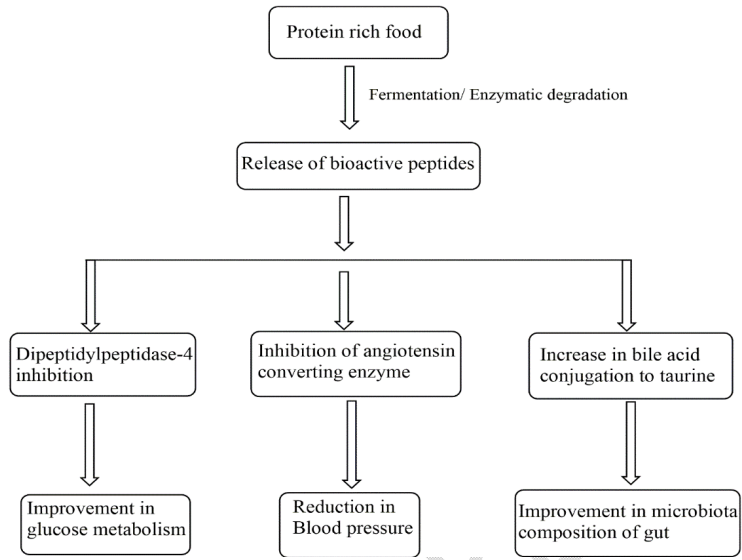 Protein rich food
Fermentation/ Enzymatic degradation
Release of bioactive peptides
Dipeptidylpeptidase-4
inhibition
Inhibition of angiotensin
converting enzyme
Increase in bile acid
conjugation to taurine
Improvement in
glucose metabolism
Reduction in
Blood pressure
Improvement in microbiota
composition of gut